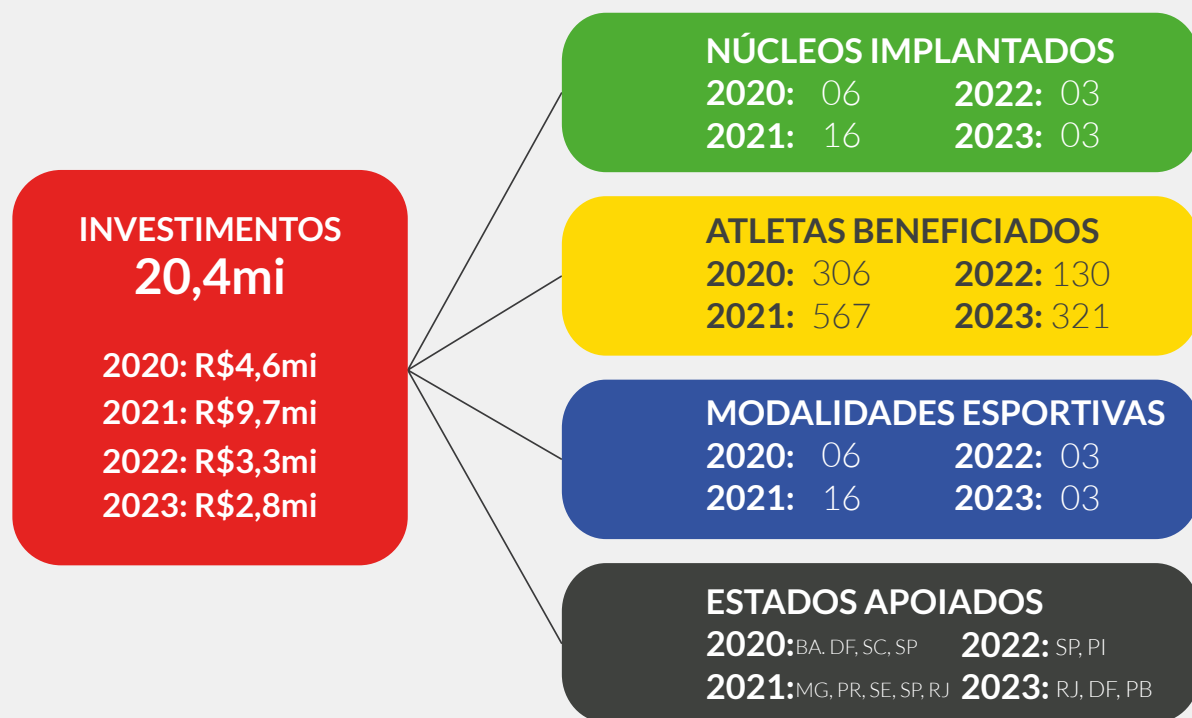 INVESTIMENTOS
20,4mi
2020: R$4,6mi
2021: R$9,7mi
2022: R$3,3mi
2023: R$2,8mi
NÚCLEOS IMPLANTADOS
2020: 06 2022: 03
2021: 16 2023: 03
ATLETAS BENEFICIADOS
2020: 306 2022: 130
2021: 567 2023: 321
MODALIDADES ESPORTIVAS
2020: 06 2022: 03
2021: 16 2023: 03
ESTADOS APOIADOS
2020:BA. DF, SC, SP 2022: SP, PI
2021:MG, PR, SE, SP, RJ 2023: RJ, DF, PB